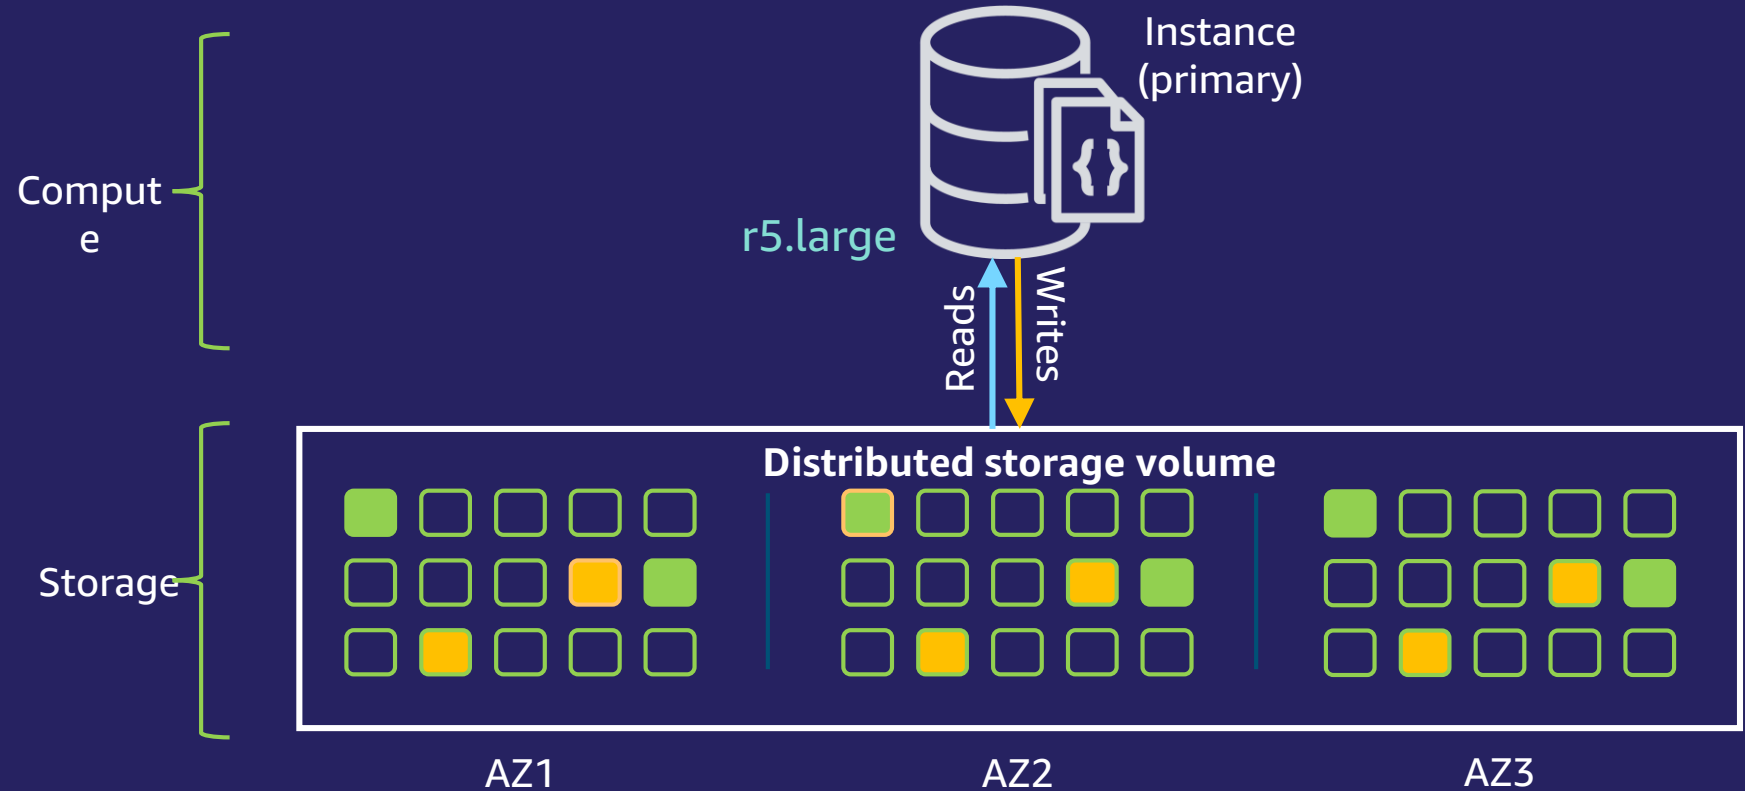 Instance
(primary)
Comput
e
r5.large
{}
Reads
Writes
Distributed storage volume
Storage
AZ1
AZ2
AZ3